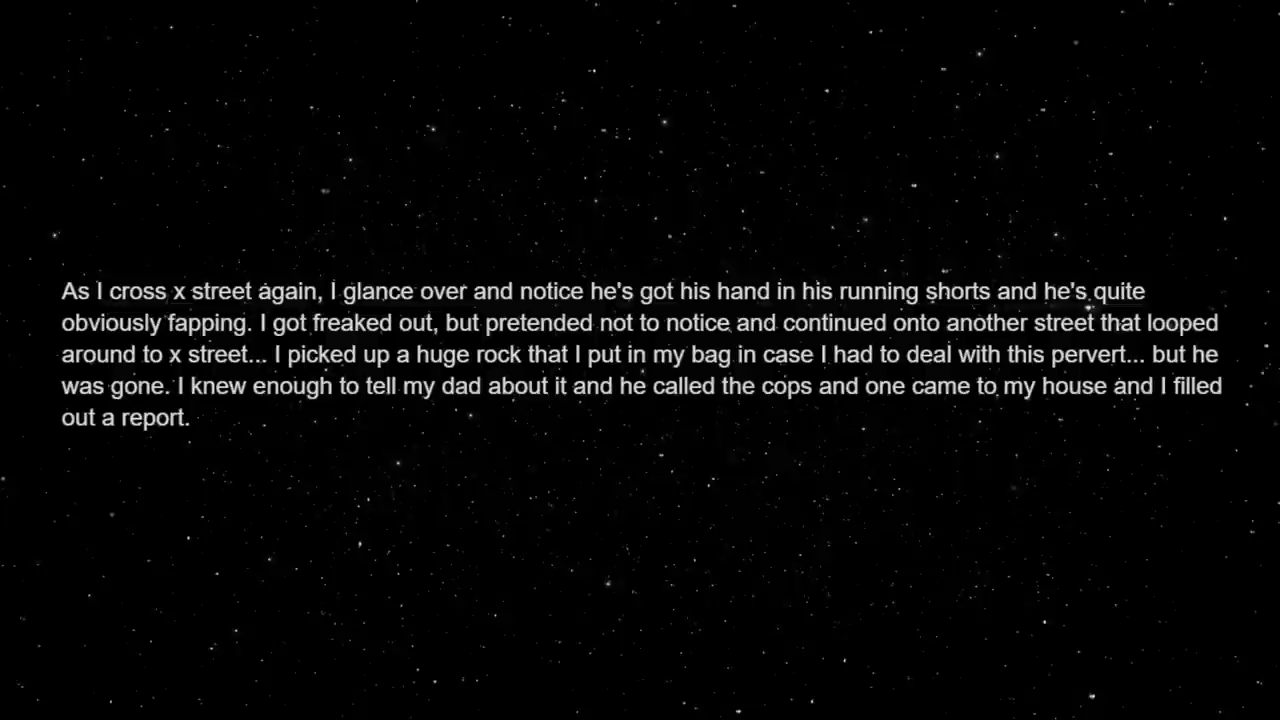 As I cross x street again, I glance over and notice he's got his hand in his running shorts and he's quite
obviously fapping. I got freaked out, but pretended not to notice and continued onto another street that looped
around to x street... I picked up a huge rock that I put in my bag in case I had to deal with this pervert... but he
was gone. I knew enough to tell my dad about it and he called the cops and one came to my house and I filled
out a report.